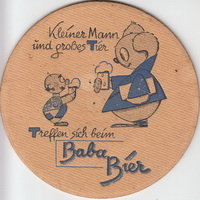 Kleiner Mann
und großes Tier
Treffen sich beim
Baba
Bier